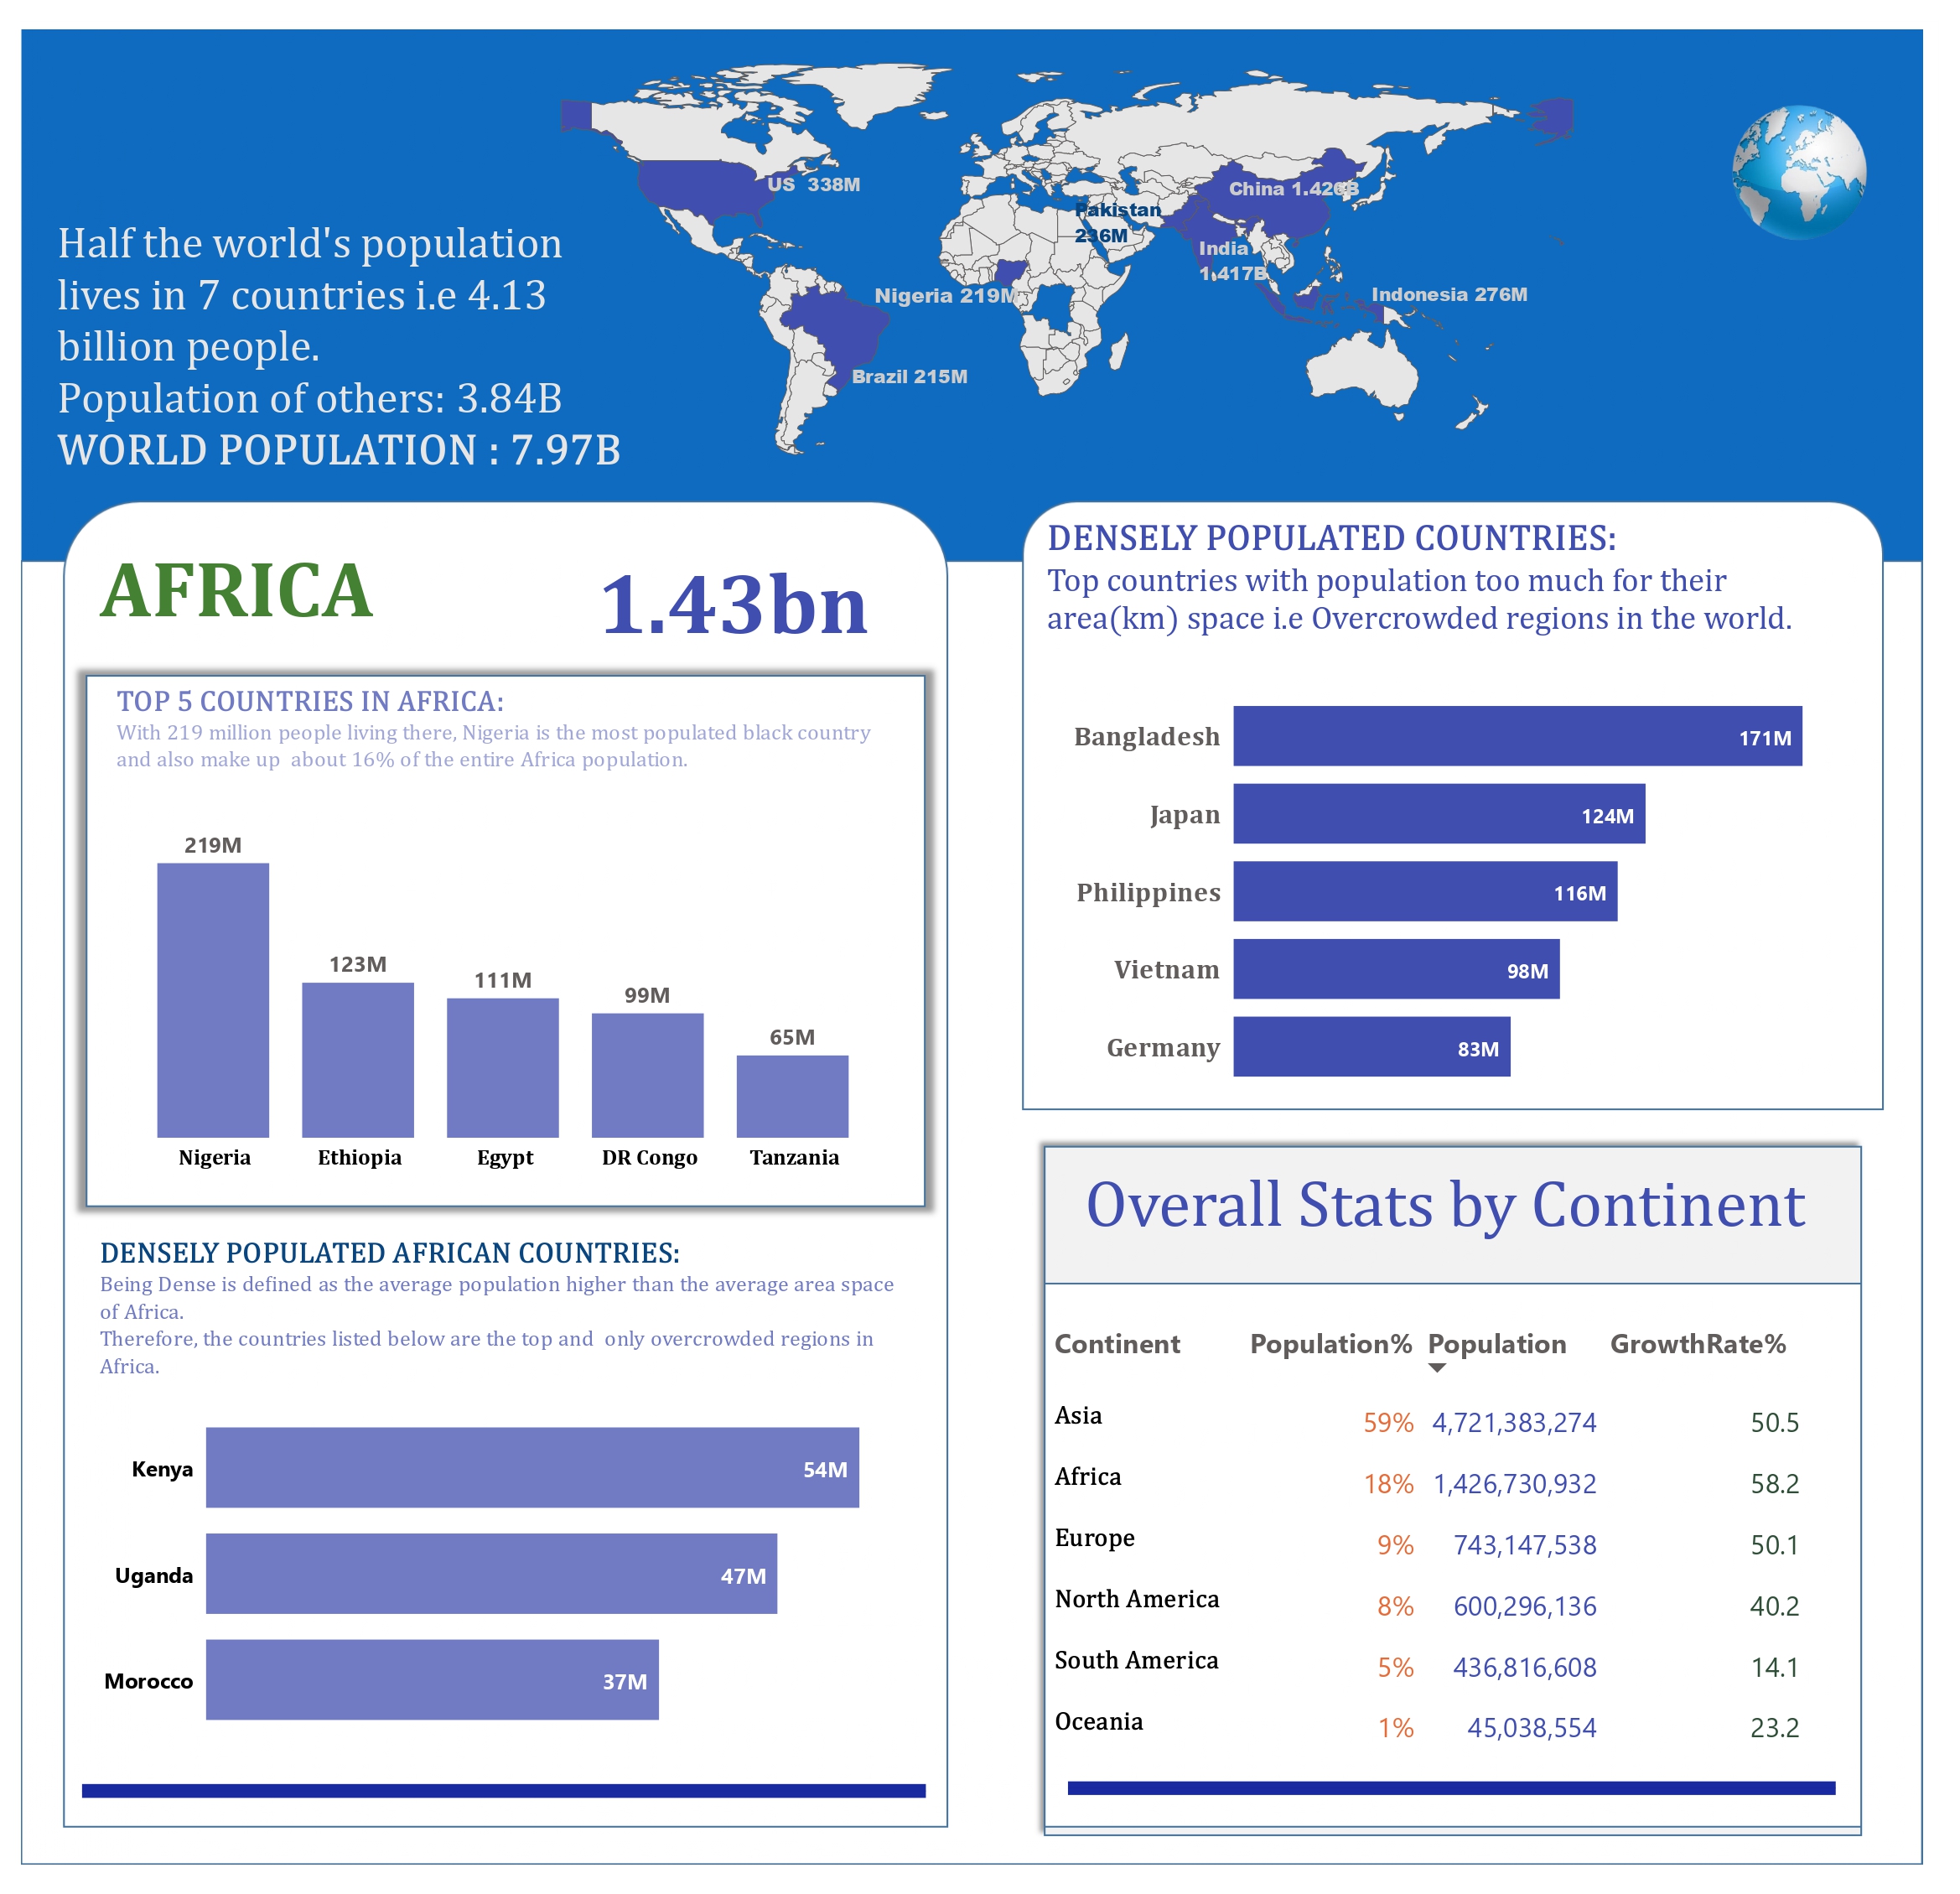 US 338M
China 1.426B
Pakistan
236M
India
1.417B
Nigeria 219M
Indonesia 276M
Brazil 215M
Half the world's population
lives in 7 countries i.e 4.13
billion people.
Population of others: 3.84B
WORLD POPULATION : 7.97B
AFRICA
1.43bn
TOP 5 COUNTRIES IN AFRICA:
With 219 million people living there, Nigeria is the most populated black country
and also make up about 16% of the entire Africa population.
219M
123M
111M
99M
65M
Nigeria Ethiopia Egypt DR Congo Tanzania
DENSELY POPULATED AFRICAN COUNTRIES:
Being Dense is defined as the average population higher than the average area space
of Africa.
Therefore, the countries listed below are the top and only overcrowded regions in
Africa.
Kenya 54M
Uganda 47M
Morocco 37M
DENSELY POPULATED COUNTRIES:
Top countries with population too much for their
area(km) space i.e Overcrowded regions in the world.
Bangladesh 171M
Japan 124M
Philippines 116M
Vietnam 98M
Germany 83M
Overall Stats by Continent
Continent Population% Population GrowthRate%
Asia 59% 4,721,383,274 50.5
Africa 18% 1,426,730,932 58.2
Europe 9% 743,147,538 50.1
North America 8% 600,296,136 40.2
South America 5% 436,816,608 14.1
Oceania 1% 45,038,554 23.2